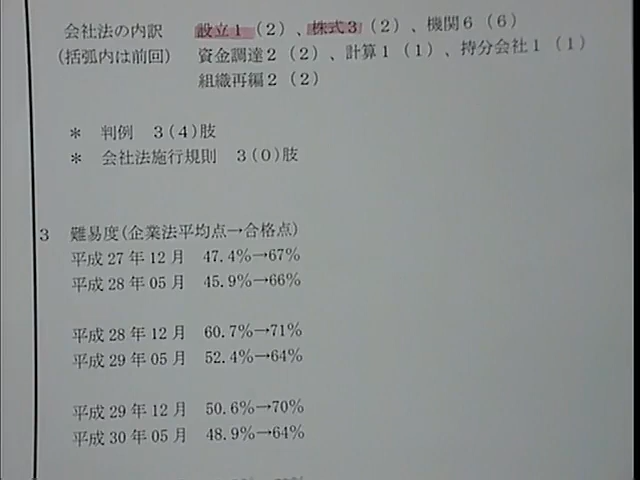 会社法の内訳　設立１（２）、株式３（２）、機関６（６）
（括弧内は前回）　資金調達２（２）、計算１（１）、持分会社１（１）
組織再編２（２）
＊　判例　３（４）肢
＊　会社法施行規則　３（０）肢
３　難易度（企業法平均点→合格点）
平成 27 年 12 月　47.4%→67%
平成 28 年 05 月　45.9%→66%
平成 28 年 12 月　60.7%→71%
平成 29 年 05 月　52.4%→64%
平成 29 年 12 月　50.6%→70%
平成 30 年 05 月　48.9%→64%